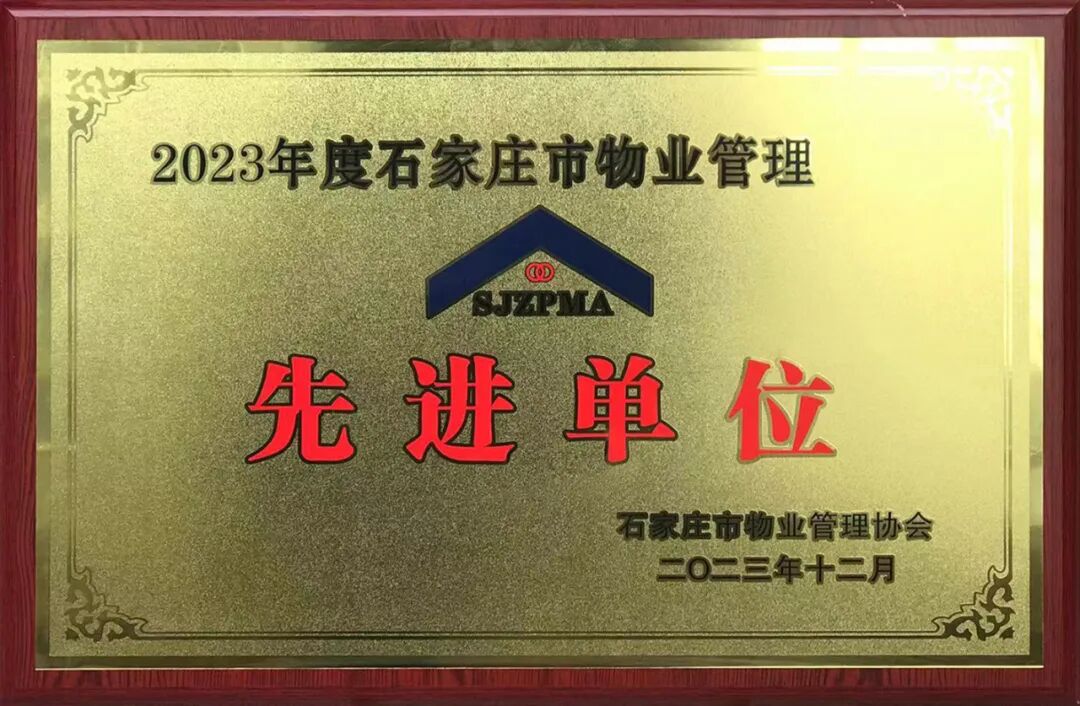 2023年度石家庄市物业管理
SJZPMA
先进单位
石家庄市物业管理协会
二〇二三年十二月